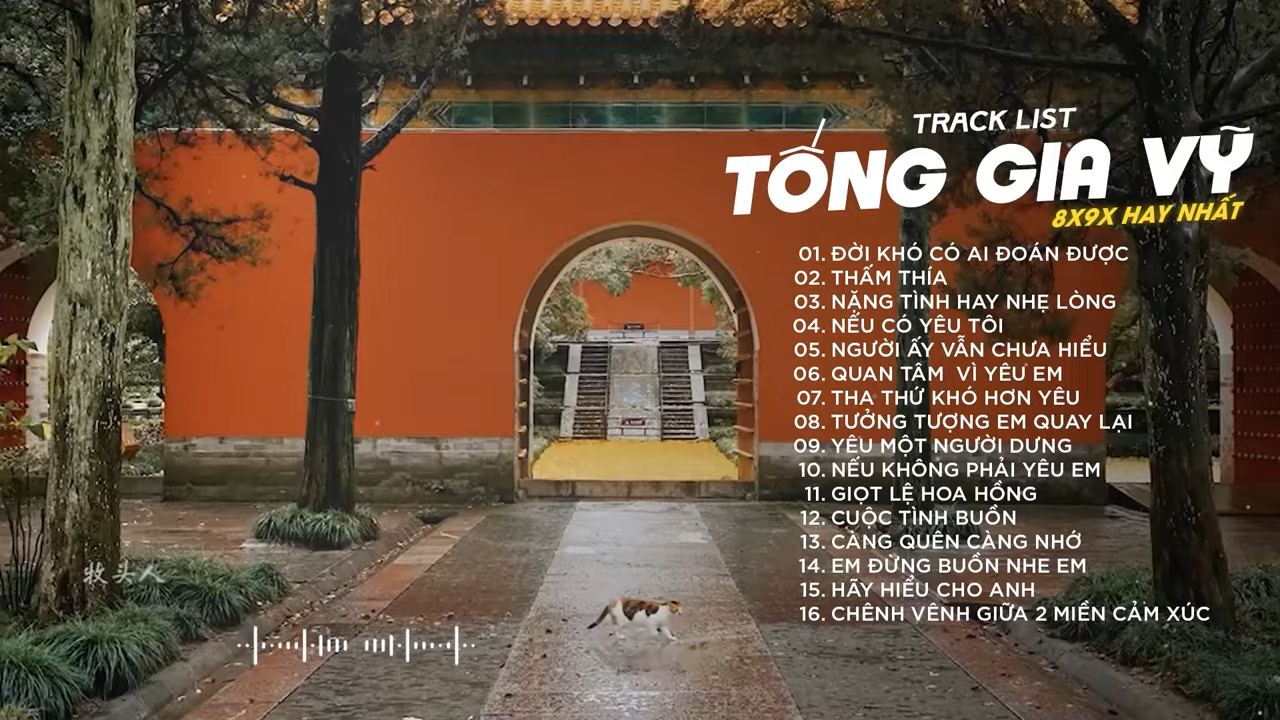 TRACK LIST
TỐNG GIA VỸ
8X9X HAY NHẤT
01. ĐỜI KHÓ CÓ AI ĐOÁN ĐƯỢC
02. THẤM THÍA
03. NẶNG TÌNH HAY NHẸ LÒNG
04. NẾU CÓ YÊU TÔI
05. NGƯỜI ẤY VẪN CHƯA HIỂU
06. QUAN TÂM VÌ YÊU EM
07. THA THỨ KHÓ HƠN YÊU
08. TƯỞNG TƯỢNG EM QUAY LẠI
09. YÊU MỘT NGƯỜI DƯNG
10. NẾU KHÔNG PHẢI YÊU EM
11. GIỌT LỆ HOA HỒNG
12. CUỘC TÌNH BUỒN
13. CÀNG QUÊN CÀNG NHỚ
14. EM ĐỪNG BUỒN NHE EM
15. HÃY HIỂU CHO ANH
16. CHÊNH VÊNH GIỮA 2 MIỀN CẢM XÚC
牧头人